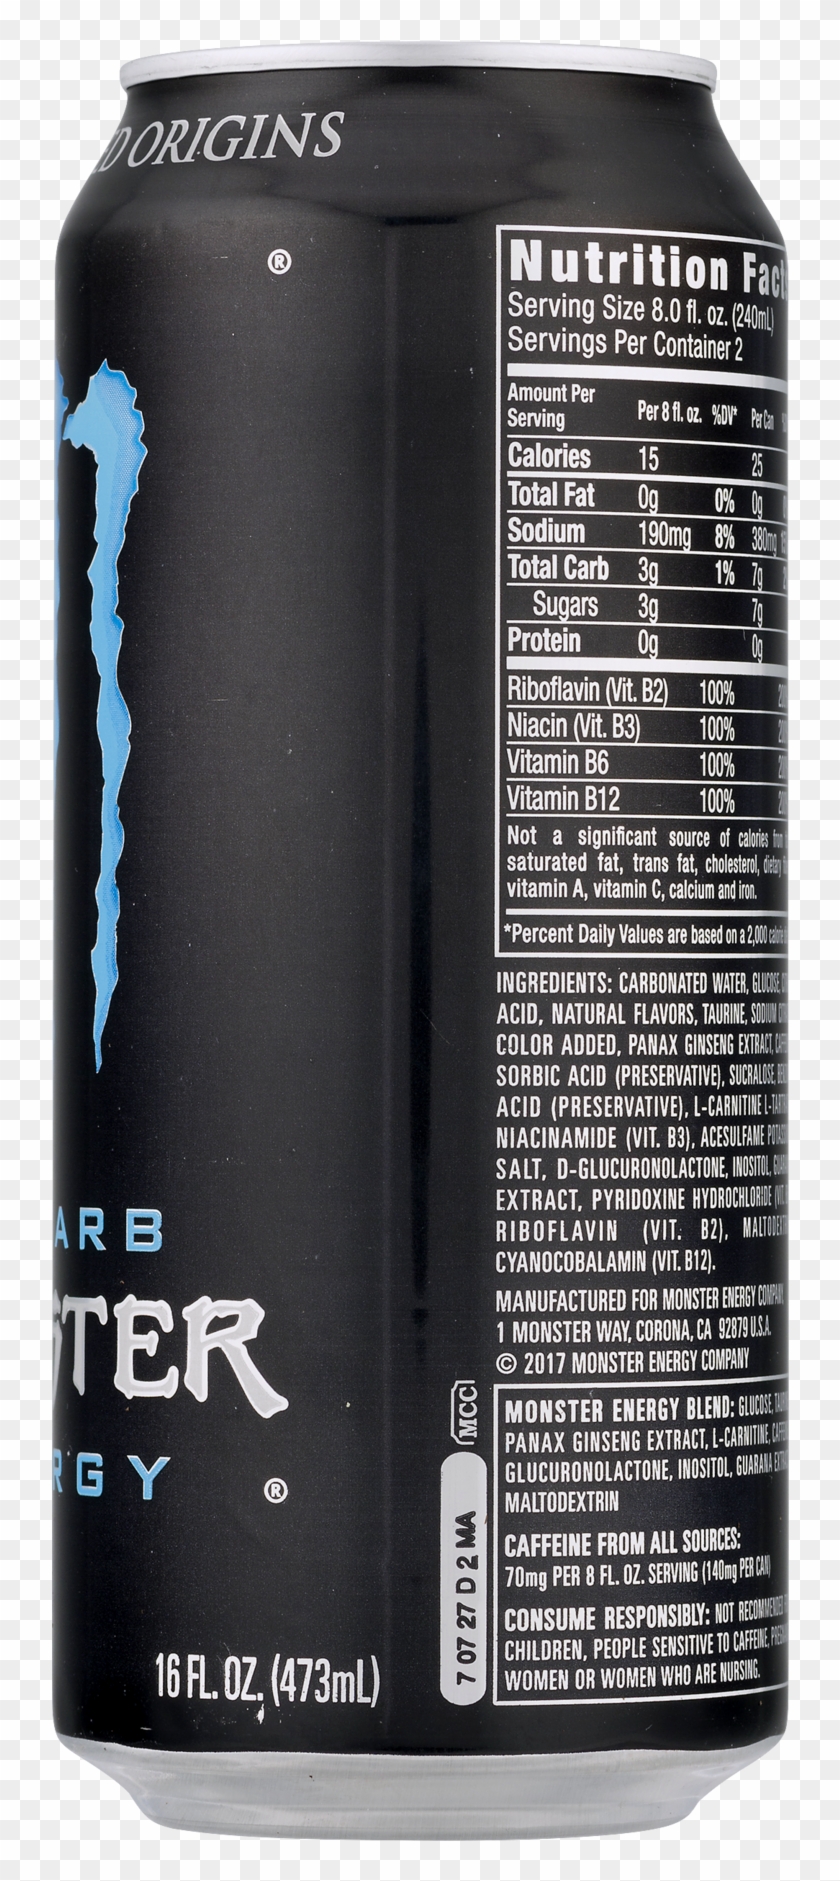 ORIGINS
®
ARB
TER
RGY
®
16 FL. OZ. (473mL)
MCC
7 07 27 D 2 MA
Nutrition
Serving Size 8.0 fl. oz. (240mL)
Servings Per Container 2
Amount Per Serving Per 8 fl. oz. %DV* Per Can
Calories 15 25
Total Fat 0g 0% 0g
Sodium 190mg 8% 380mg
Total Carb 3g 1% 7g
Sugars 3g 7g
Protein 0g 0g
Riboflavin (Vit. B2) 100%
Niacin (Vit. B3) 100%
Vitamin B6 100%
Vitamin B12 100%
Not a significant source of calories from
saturated fat, trans fat, cholesterol, dietary
vitamin A, vitamin C, calcium and iron.
*Percent Daily Values are based on a 2,000 calorie
INGREDIENTS: CARBONATED WATER, GLUCOSE,
ACID, NATURAL FLAVORS, TAURINE, SODIUM
COLOR ADDED, PANAX GINSENG EXTRACT,
SORBIC ACID (PRESERVATIVE), SUCRALOSE,
ACID (PRESERVATIVE), L-CARNITINE
NIACINAMIDE (VIT. B3), ACESULFAME
SALT, D-GLUCURONOLACTONE, INOSITOL,
EXTRACT, PYRIDOXINE HYDROCHLORIDE
RIBOFLAVIN (VIT. B2),
CYANOCOBALAMIN (VIT. B12).
MANUFACTURED FOR MONSTER ENERGY COMPANY
1 MONSTER WAY, CORONA, CA 92879 U.S.A.
© 2017 MONSTER ENERGY COMPANY
MONSTER ENERGY BLEND: GLUCOSE,
PANAX GINSENG EXTRACT, L-CARNITINE,
GLUCURONOLACTONE, INOSITOL, GUARANA
MALTODEXTRIN
CAFFEINE FROM ALL SOURCES:
70mg PER 8 FL. OZ. SERVING (140mg PER CAN)
CONSUME RESPONSIBLY: NOT RECOMMENDED
CHILDREN, PEOPLE SENSITIVE TO CAFFEINE,
WOMEN OR WOMEN WHO ARE NURSING.